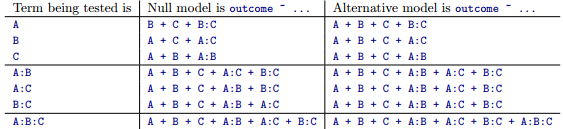 Term being tested is | Null model is outcome ~ ... | Alternative model is outcome ~ ...
A | B + C + B:C | A + B + C + B:C
B | A + C + A:C | A + B + C + A:C
C | A + B + A:B | A + B + C + A:B
A:B | A + B + C + A:C + B:C | A + B + C + A:B + A:C + B:C
A:C | A + B + C + A:B + B:C | A + B + C + A:B + A:C + B:C
B:C | A + B + C + A:B + A:C | A + B + C + A:B + A:C + B:C
A:B:C | A + B + C + A:B + A:C + B:C | A + B + C + A:B + A:C + B:C + A:B:C